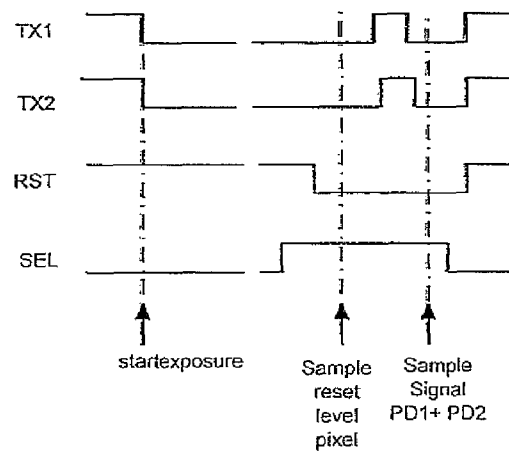 TX1
TX2
RST
SEL
startexposure
Sample
reset
level
pixel
Sample
Signal
PD1+ PD2